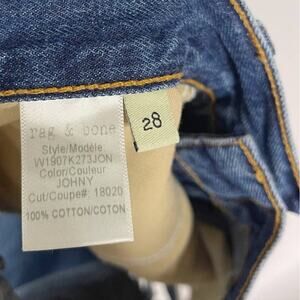 rag & bone
Style/Modèle:
W1907K273JON
Color/Couleur
JOHNY
Cut/Coupe#: 18020
100% COTTON/COTON
28